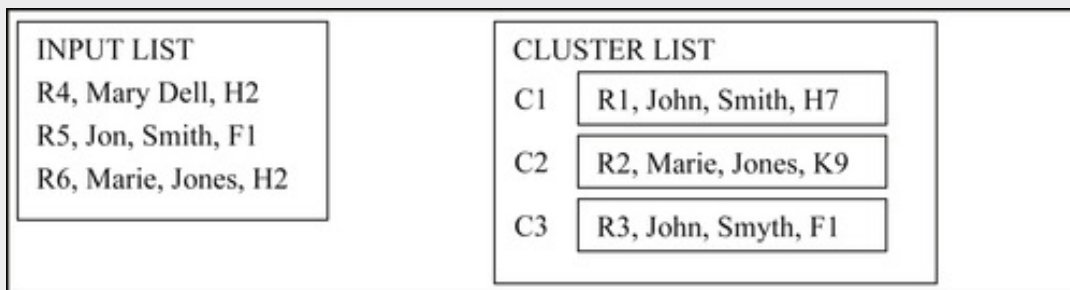 INPUT LIST
R4, Mary Dell, H2
R5, Jon, Smith, F1
R6, Marie, Jones, H2
CLUSTER LIST
C1 R1, John, Smith, H7
C2 R2, Marie, Jones, K9
C3 R3, John, Smyth, F1